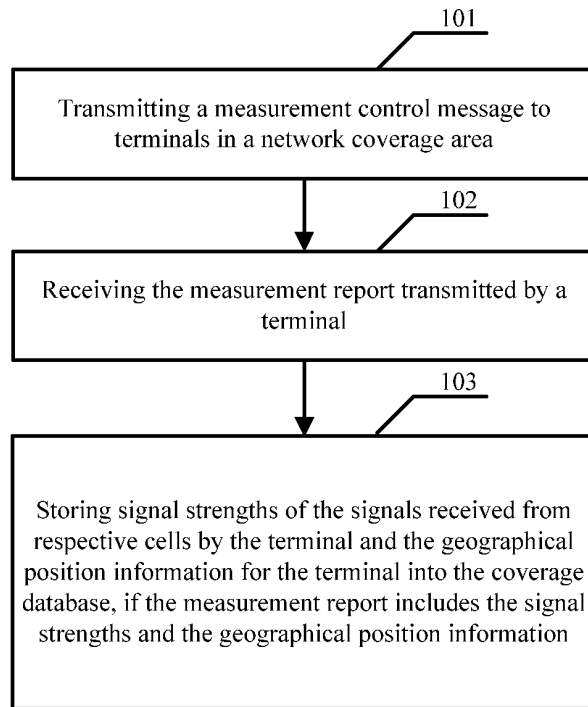 101
Transmitting a measurement control message to
terminals in a network coverage area
102
Receiving the measurement report transmitted by a
terminal
103
Storing signal strengths of the signals received from
respective cells by the terminal and the geographical
position information for the terminal into the coverage
database, if the measurement report includes the signal
strengths and the geographical position information